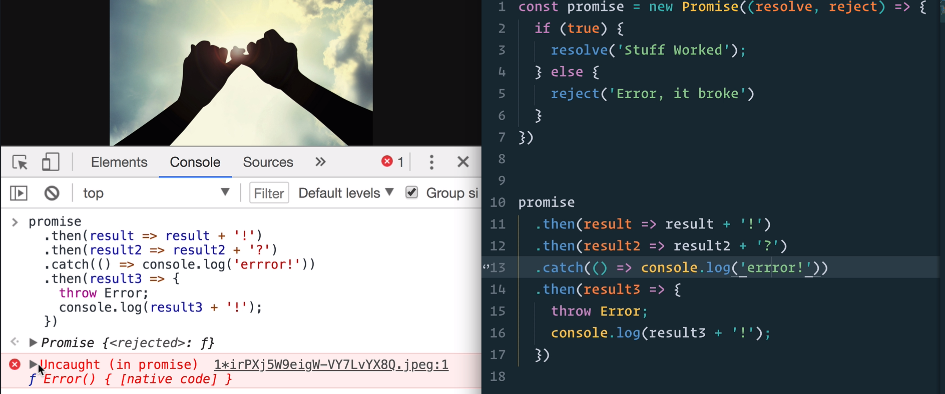 Elements Console Sources » 1
top Filter Default levels Group si
> promise
.then(result => result + '!')
.then(result2 => result2 + '?')
.catch(() => console.log('errror!'))
.then(result3 => {
throw Error;
console.log(result3 + '!');
})
Promise {<rejected>: ƒ}
Uncaught (in promise) 1*irPXj5W9eigW-VY7LvYX8Q.jpeg:1
ƒ Error() { [native code] }
1 const promise = new Promise((resolve, reject) => {
2 if (true) {
3 resolve('Stuff Worked');
4 } else {
5 reject('Error, it broke')
6 }
7 })
8
9
10 promise
11 .then(result => result + '!')
12 .then(result2 => result2 + '?')
13 .catch(() => console.log('errror!'))
14 .then(result3 => {
15 throw Error;
16 console.log(result3 + '!');
17 })
18